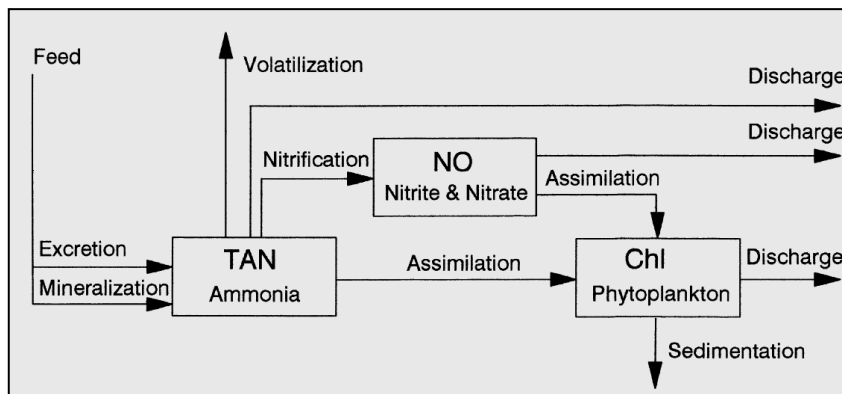 Feed
Volatilization
Discharge
Discharge
Nitrification
NO
Nitrite & Nitrate
Assimilation
Excretion
Mineralization
TAN
Ammonia
Assimilation
Chl
Phytoplankton
Discharge
Sedimentation